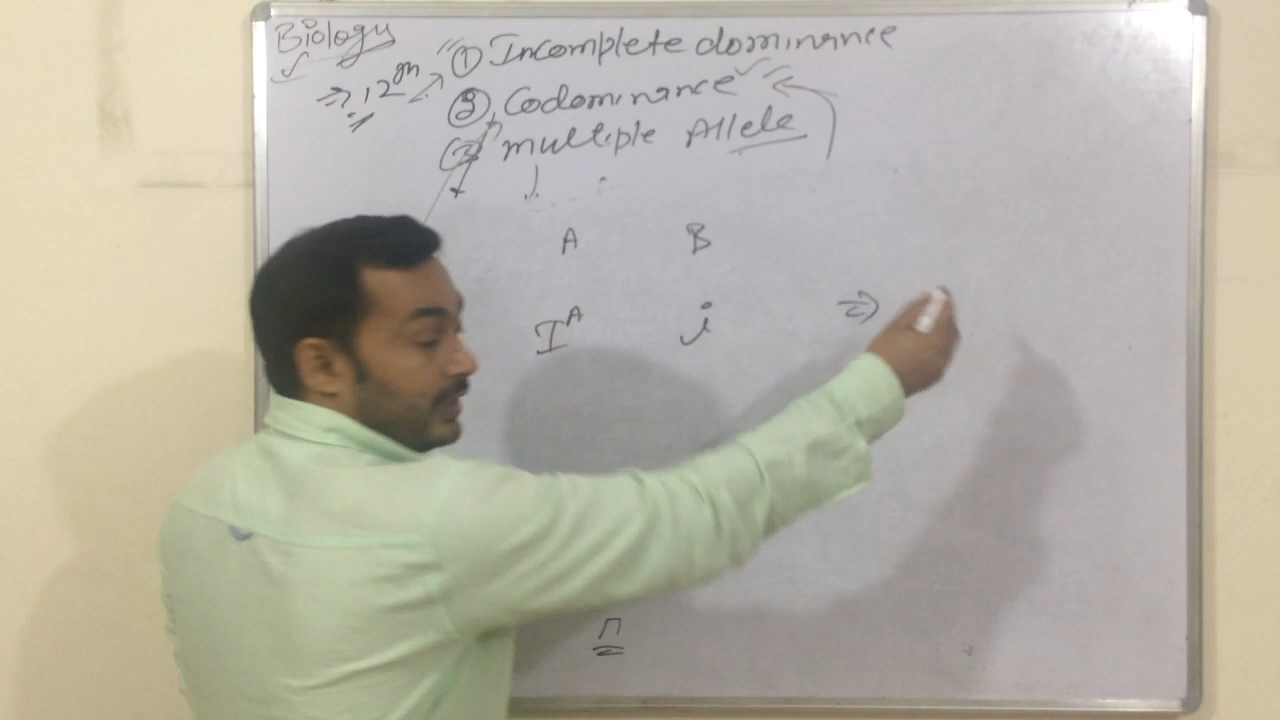 Biology
⇒ 12th
① Incomplete dominance
③ Codominance
② multiple Allele
A B
I^A i ⇒
n